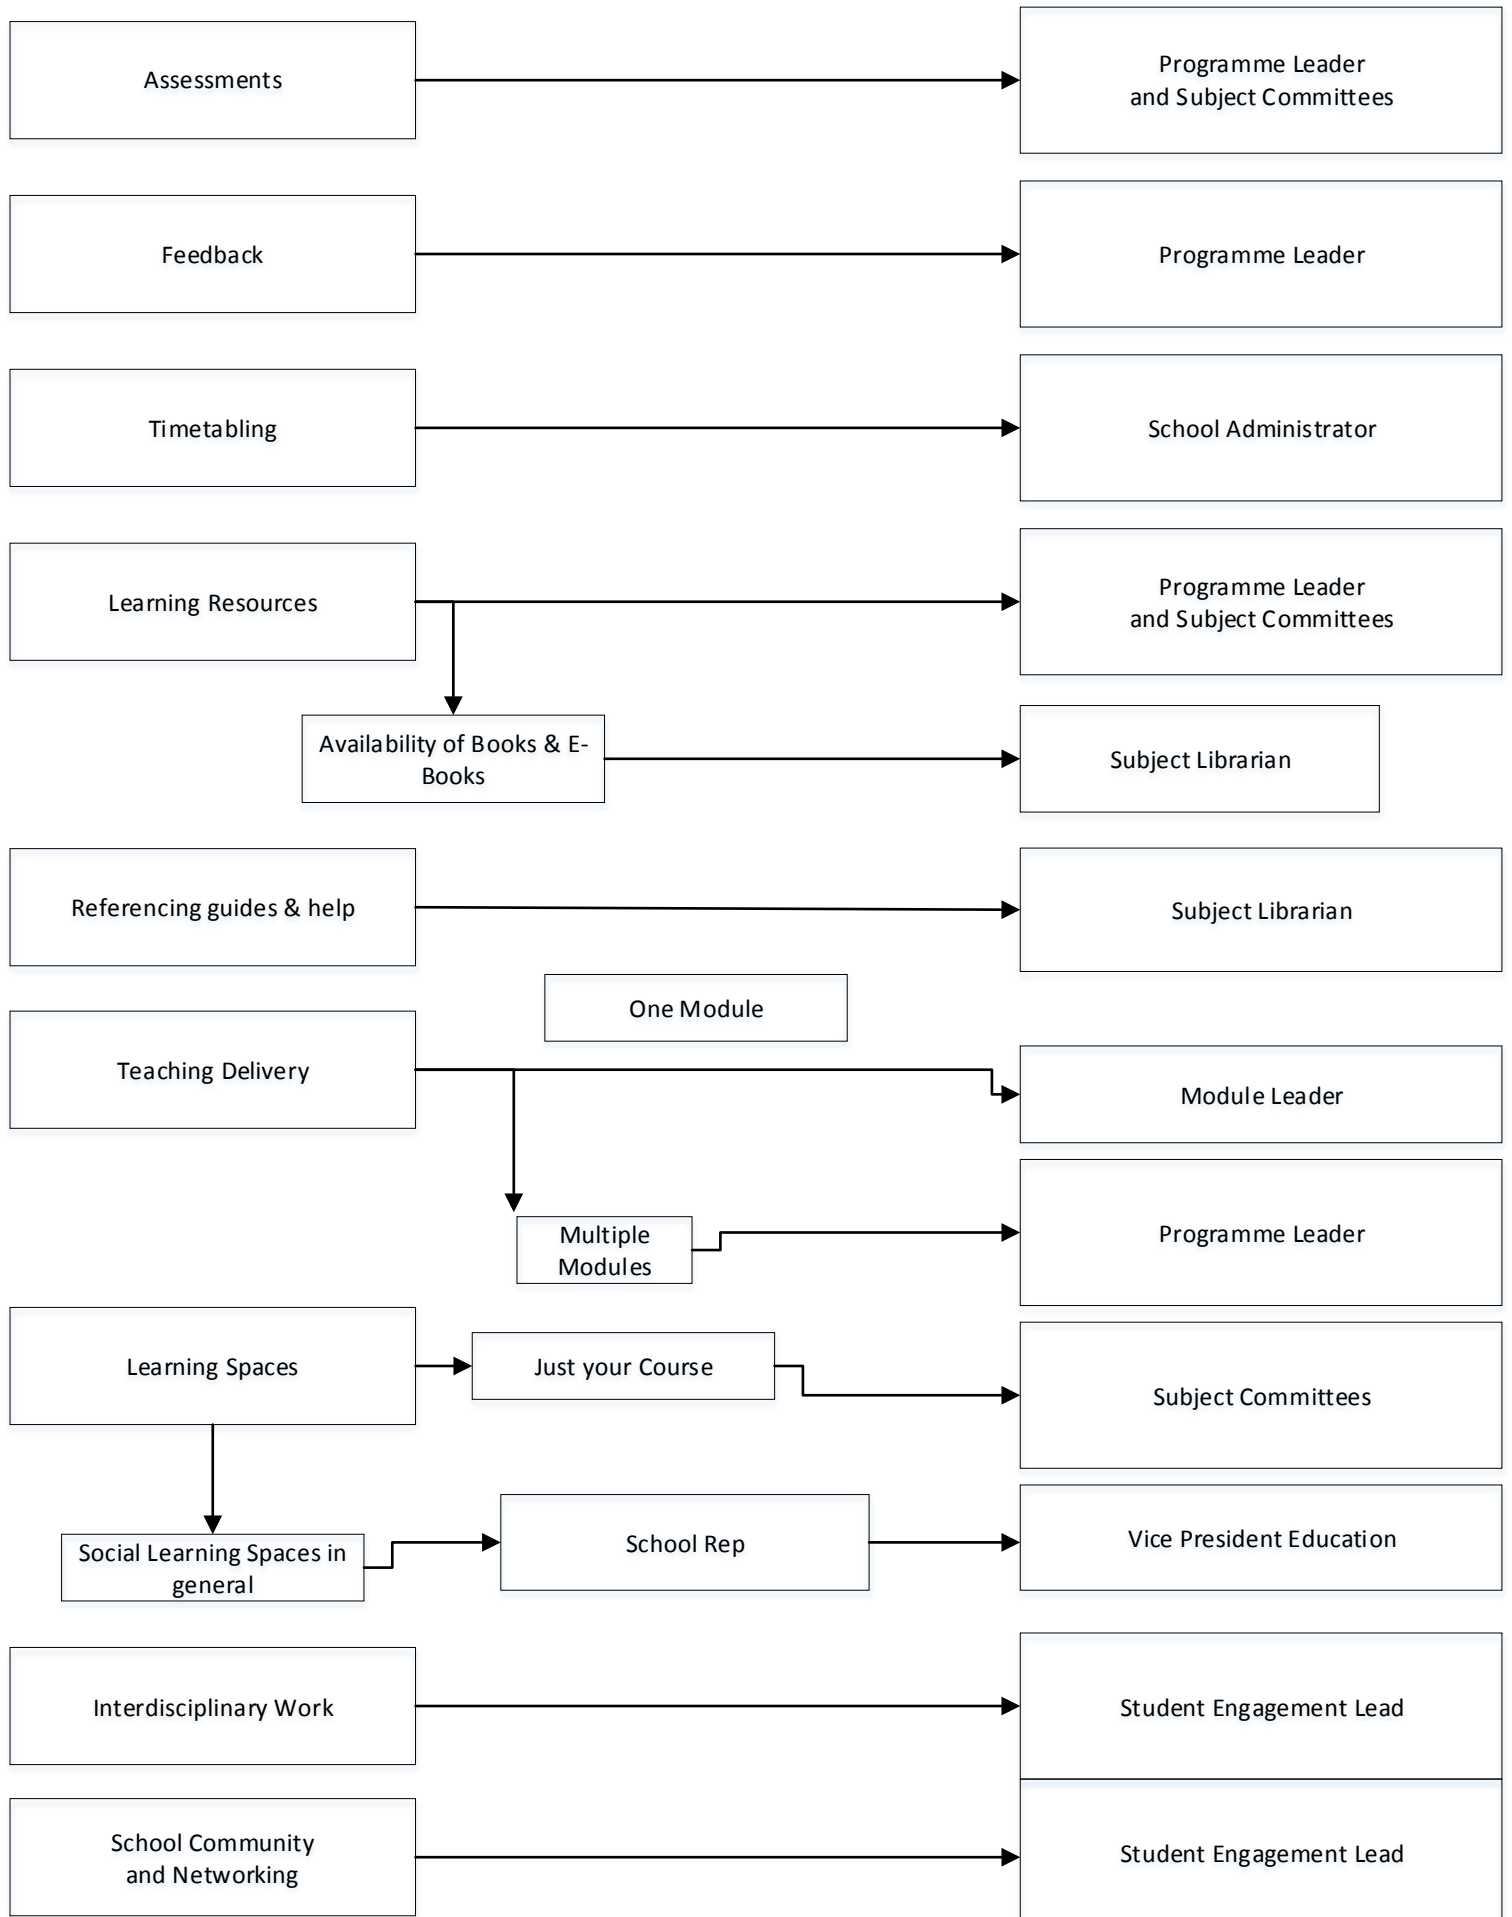 Assessments
Programme Leader
and Subject Committees
Feedback
Programme Leader
Timetabling
School Administrator
Learning Resources
Programme Leader
and Subject Committees
Availability of Books & E-
Books
Subject Librarian
Referencing guides & help
Subject Librarian
One Module
Teaching Delivery
Module Leader
Multiple
Modules
Programme Leader
Learning Spaces
Just your Course
Subject Committees
Social Learning Spaces in
general
School Rep
Vice President Education
Interdisciplinary Work
Student Engagement Lead
School Community
and Networking
Student Engagement Lead